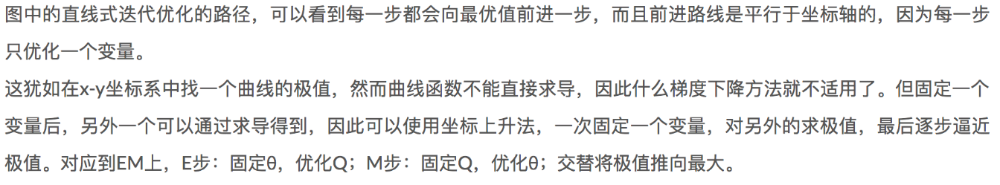 图中的直线式迭代优化的路径，可以看到每一步都会向最优值前进一步，而且前进路线是平行于坐标轴的，因为每一步
只优化一个变量。
这犹如在x-y坐标系中找一个曲线的极值，然而曲线函数不能直接求导，因此什么梯度下降方法就不适用了。但固定一个
变量后，另外一个可以通过求导得到，因此可以使用坐标上升法，一次固定一个变量，对另外的求极值，最后逐步逼近
极值。对应到EM上，E步：固定θ，优化Q；M步：固定Q，优化θ；交替将极值推向最大。